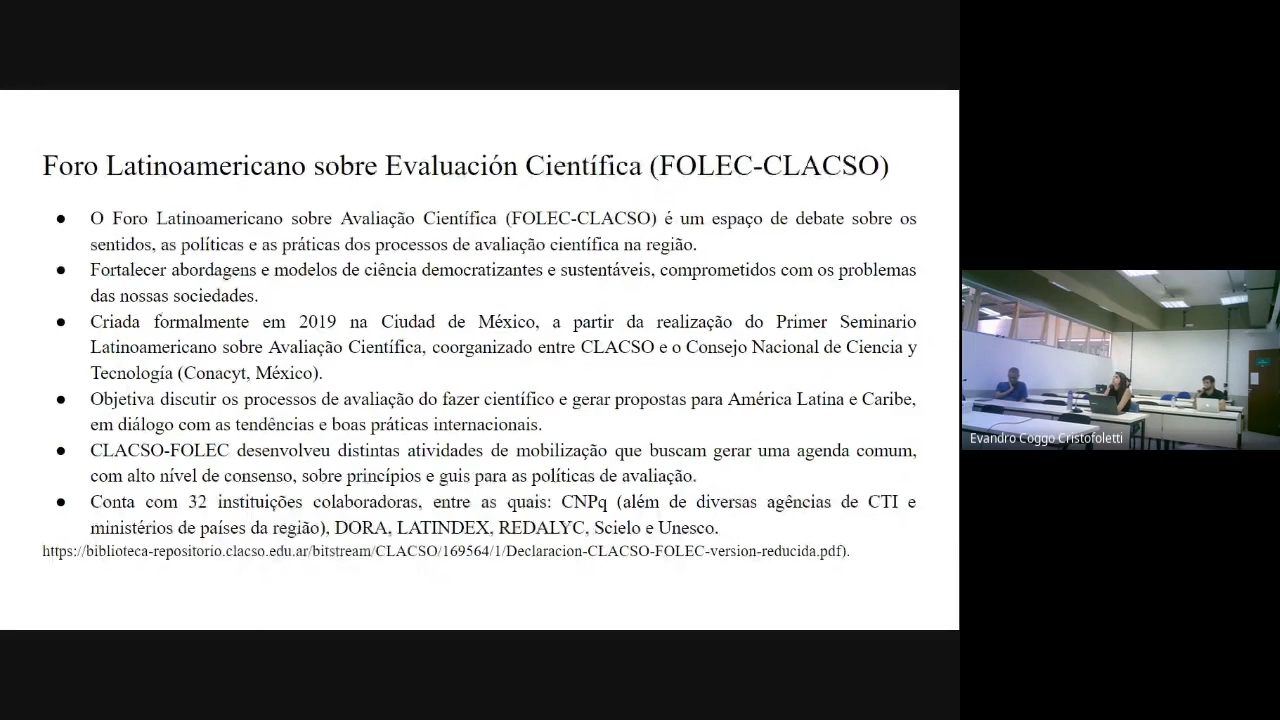 Foro Latinoamericano sobre Evaluación Científica (FOLEC-CLACSO)
● O Foro Latinoamericano sobre Avaliação Científica (FOLEC-CLACSO) é um espaço de debate sobre os
sentidos, as políticas e as práticas dos processos de avaliação científica na região.
● Fortalecer abordagens e modelos de ciência democratizantes e sustentáveis, comprometidos com os problemas
das nossas sociedades.
● Criada formalmente em 2019 na Ciudad de México, a partir da realização do Primer Seminario
Latinoamericano sobre Avaliação Científica, coorganizado entre CLACSO e o Consejo Nacional de Ciencia y
Tecnología (Conacyt, México).
● Objetiva discutir os processos de avaliação do fazer científico e gerar propostas para América Latina e Caribe,
em diálogo com as tendências e boas práticas internacionais.
● CLACSO-FOLEC desenvolveu distintas atividades de mobilização que buscam gerar uma agenda comum,
com alto nível de consenso, sobre princípios e guis para as políticas de avaliação.
● Conta com 32 instituições colaboradoras, entre as quais: CNPq (além de diversas agências de CTI e
ministérios de países da região), DORA, LATINDEX, REDALYC, Scielo e Unesco.
https://biblioteca-repositorio.clacso.edu.ar/bitstream/CLACSO/169564/1/Declaracion-CLACSO-FOLEC-version-reducida.pdf).
Evandro Coggo Cristofoletti